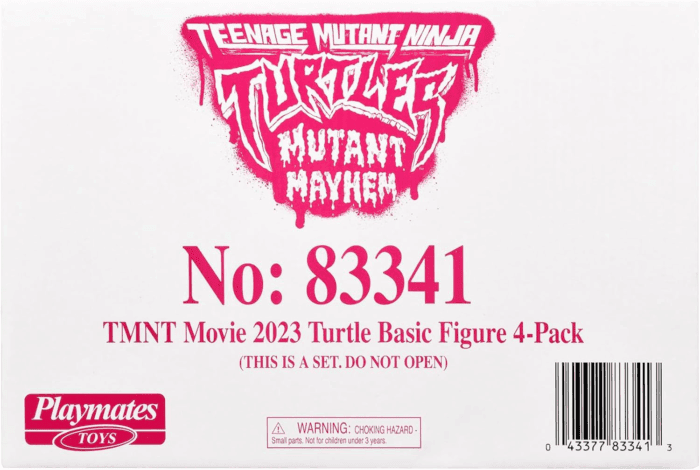 TEENAGE MUTANT NINJA
TURTLES
MUTANT
MAYHEM
No: 83341
TMNT Movie 2023 Turtle Basic Figure 4-Pack
(THIS IS A SET. DO NOT OPEN)
Playmates
TOYS
WARNING: CHOKING HAZARD -
Small parts. Not for children under 3 years.
0 43377 83341 3